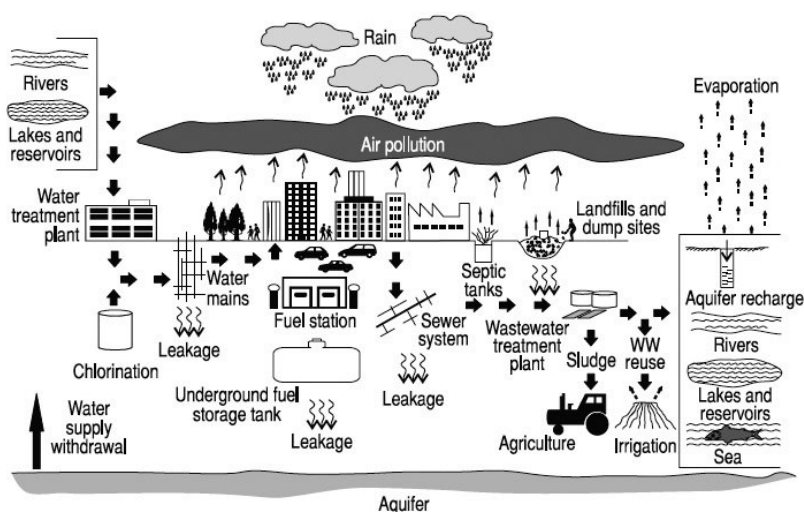 Rain
Rivers
Lakes and
reservoirs
Evaporation
Air pollution
Water
treatment
plant
Landfills and
dump sites
Water
mains
Septic
tanks
Aquifer recharge
Fuel station
Sewer
system
Wastewater
treatment
plant
Sludge
WW
reuse
Rivers
Leakage
Chlorination
Underground fuel
storage tank
Leakage
Leakage
Lakes and
reservoirs
Water
supply
withdrawal
Agriculture
Irrigation
Sea
Aquifer